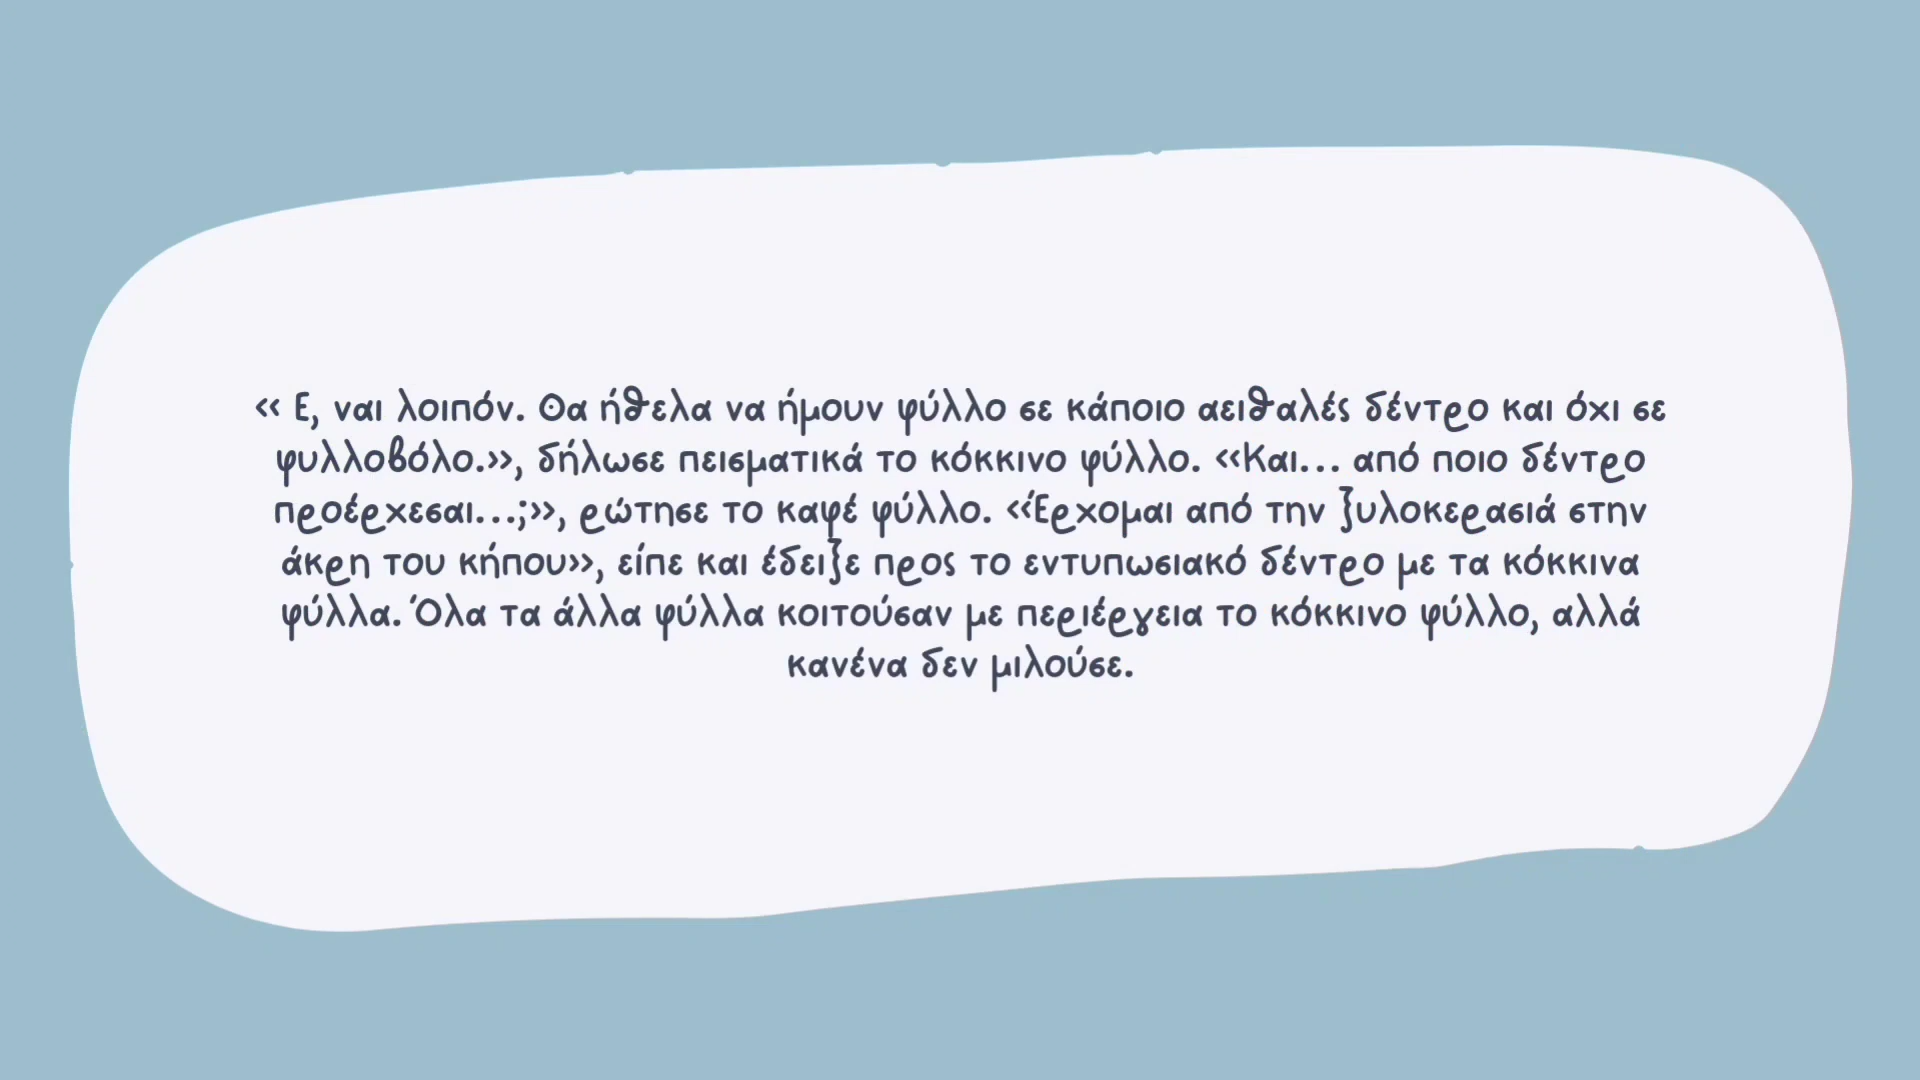 ‹‹ Ε, ναι λοιπόν. Θα ήθελα να ήμουν φύλλο σε κάποιο αειθαλές δέντρο και όχι σε
φυλλοβόλο.››, δήλωσε πεισματικά το κόκκινο φύλλο. ‹‹Και... από ποιο δέντρο
προέρχεσαι...;››, ρώτησε το καφέ φύλλο. ‹‹Έρχομαι από την ξυλοκερασιά στην
άκρη του κήπου››, είπε και έδειξε προς το εντυπωσιακό δέντρο με τα κόκκινα
φύλλα. Όλα τα άλλα φύλλα κοιτούσαν με περιέργεια το κόκκινο φύλλο, αλλά
κανένα δεν μιλούσε.